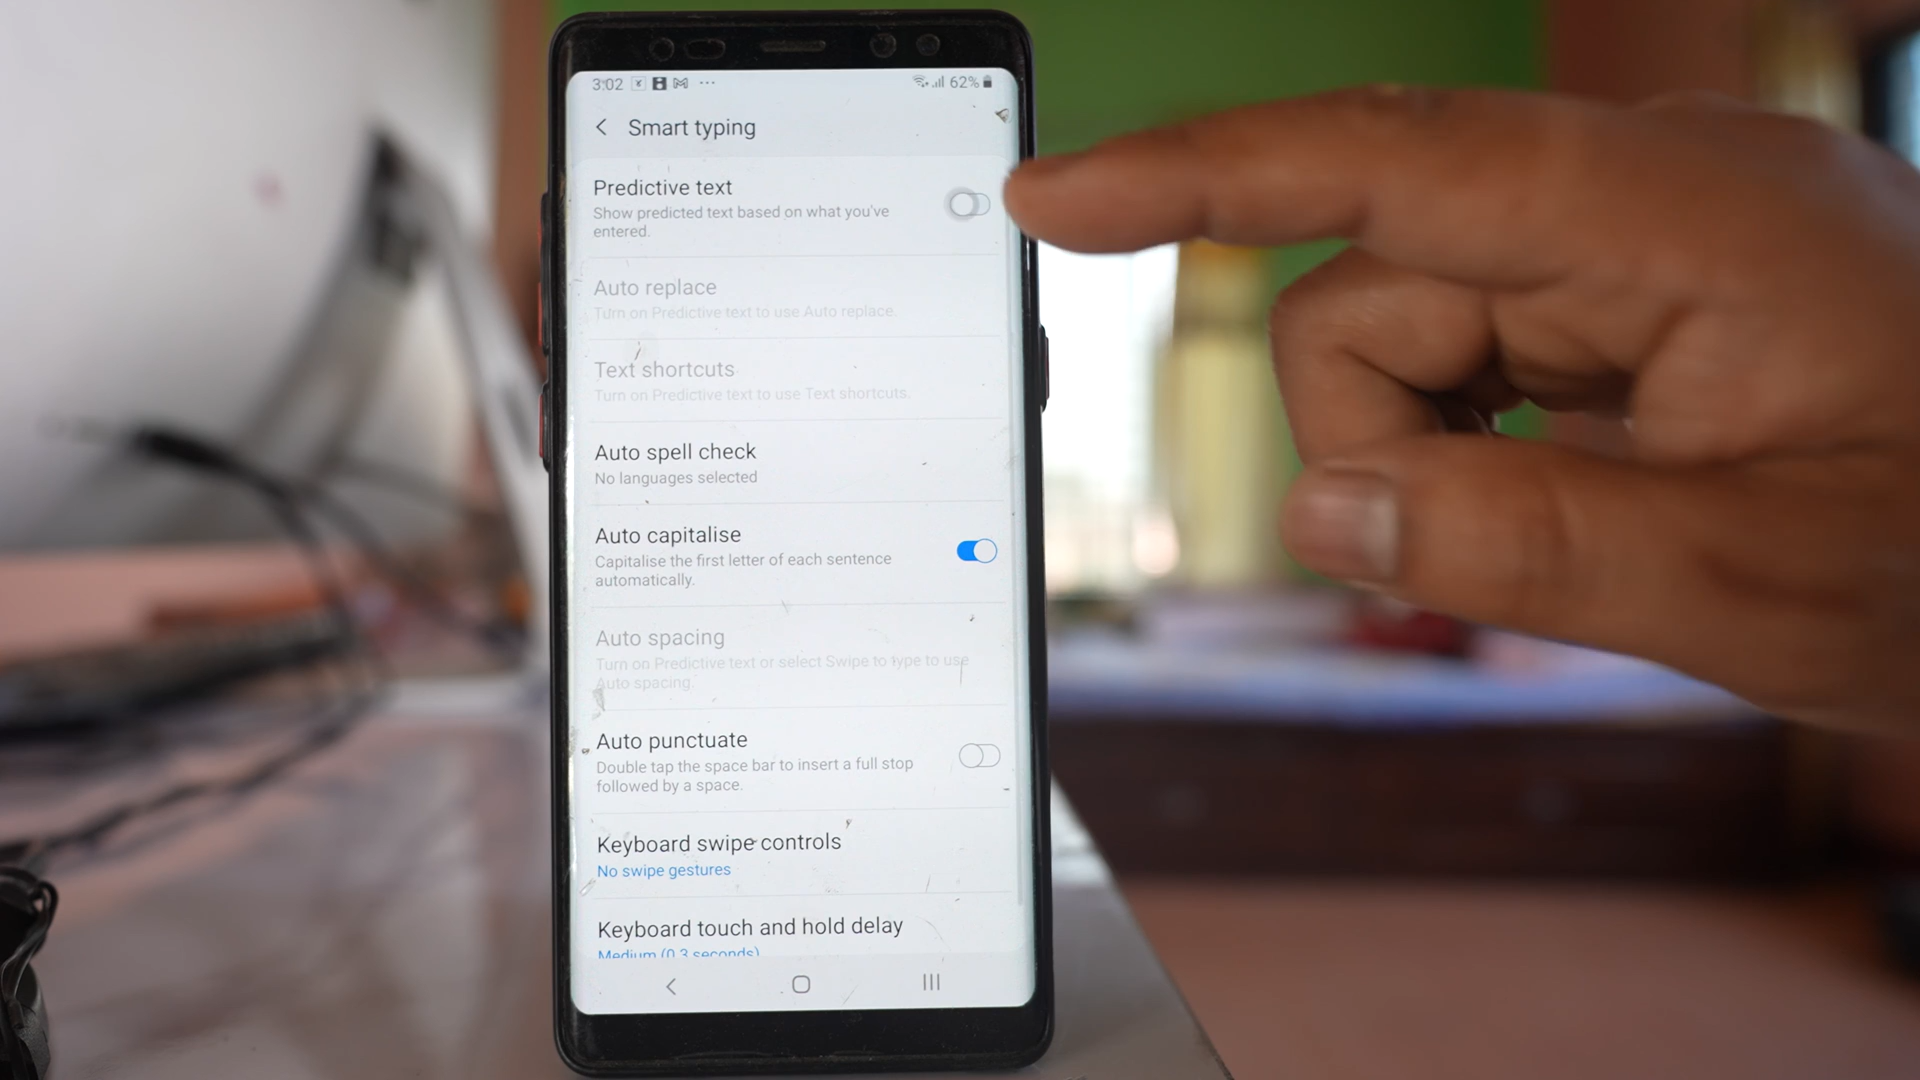 3:02 62%
Smart typing
Predictive text
Show predicted text based on what you've
entered.
Auto replace
Turn on Predictive text to use Auto replace.
Text shortcuts
Turn on Predictive text to use Text shortcuts.
Auto spell check
No languages selected
Auto capitalise
Capitalise the first letter of each sentence
automatically.
Auto spacing
Turn on Predictive text or select Swipe to type to use
Auto spacing.
Auto punctuate
Double tap the space bar to insert a full stop
followed by a space.
Keyboard swipe controls
No swipe gestures
Keyboard touch and hold delay
Medium (0.3 seconds)